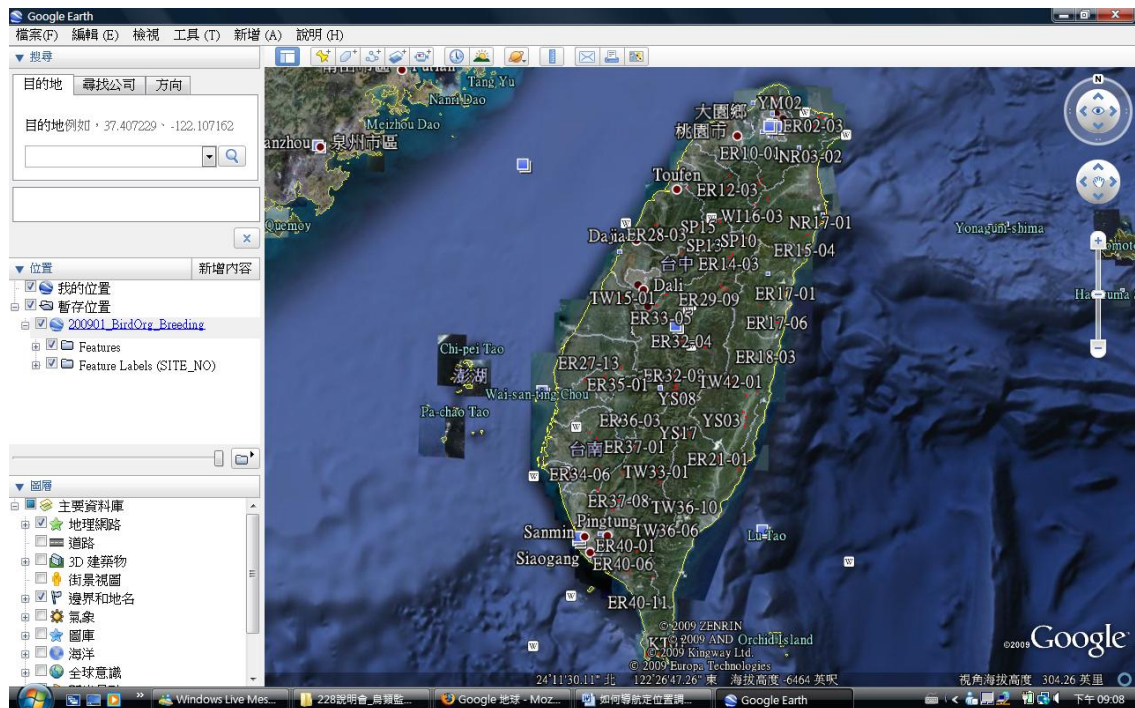 Google Earth
檔案(F) 編輯 (E) 檢視 工具 (T) 新增 (A) 說明 (H)
▼ 搜尋
目的地 尋找公司 方向
目的地例如，37.407229、-122.107162
▼ 位置 新增內容
我的位置
暫存位置
200901_BirdOrg_Breeding
Features
Feature Labels (SITE_NO)
▼ 圖層
主要資料庫
地理網路
道路
3D 建築物
街景視圖
邊界和地名
氣象
圖庫
海洋
全球意識
Tang Yu
Nanri Dao
Meizhou Dao
anzhou 泉州市區
Quemoy
大園鄉 YM02
桃園市 ER02-03
ER10-01 NR03-02
Toufen
ER12-03
WI16-03
NR17-01
SP15
Dajia ER28-03
SP13 SP10
ER15-04
Yonaguni-shima
台中 ER14-03
Dali
TW15-01 ER29-09 ER17-01
ER33-05
ER17-06
ER32-04
Chi-pei Tao
ER18-03
ER27-13
澎湖
ER35-01 TW42-01
Wai-san-ting Chou
YS08
Pa-chao Tao
ER36-03 YS03
YS17
台南 ER37-01
ER21-01
ER34-06 TW33-01
ER37-08 TW36-10
Pingtung
Sanmin TW36-06
Lu Tao
ER40-01
Siaogang
ER40-06
ER40-11
© 2009 ZENRIN
© 2009 AND Orchid Island
© 2009 Kingway Ltd.
© 2009 Europa Technologies
©2009 Google
N
24°11'30.11" 北 122°26'47.26" 東 海拔高度 -6464 英呎 視角海拔高度 304.26 英里
Windows Live Mes...
228說明會_鳥類監...
Google 地球 - Moz...
如何導航定位置調...
Google Earth
下午 09:08